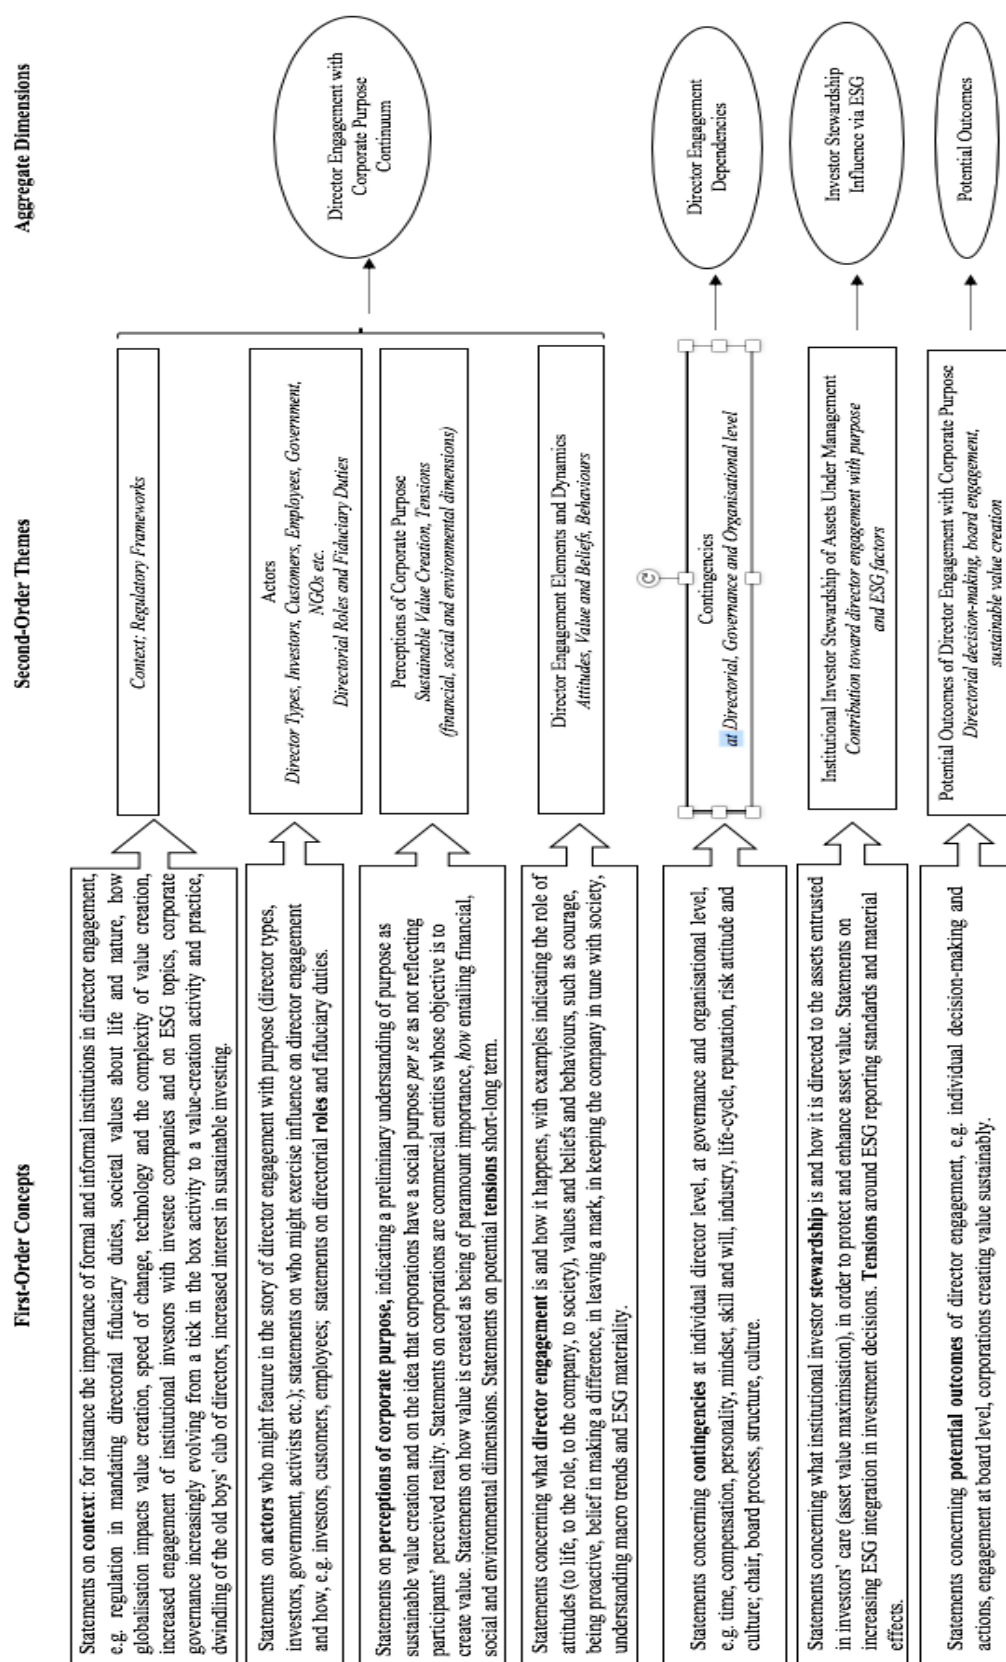 First-Order Concepts
Second-Order Themes
Aggregate Dimensions
Statements on context: for instance the importance of formal and informal institutions in director engagement,
e.g. regulation in mandating directorial fiduciary duties, societal values about life and nature, how
globalisation impacts value creation, speed of change, technology and the complexity of value creation,
increased engagement of institutional investors with investee companies and on ESG topics, corporate
governance increasingly evolving from a tick in the box activity to a value-creation activity and practice,
dwindling of the old boys' club of directors, increased interest in sustainable investing.
Context; Regulatory Frameworks
Statements on actors who might feature in the story of director engagement with purpose (director types,
investors, government, activists etc.); statements on who might exercise influence on director engagement
and how, e.g. investors, customers, employees; statements on directorial roles and fiduciary duties.
Actors
Director Types, Investors, Customers, Employees, Government,
NGOs etc.
Directorial Roles and Fiduciary Duties
Statements on perceptions of corporate purpose, indicating a preliminary understanding of purpose as
sustainable value creation and on the idea that corporations have a social purpose per se as not reflecting
participants' perceived reality. Statements on corporations are commercial entities whose objective is to
create value. Statements on how value is created as being of paramount importance, how entailing financial,
social and environmental dimensions. Statements on potential tensions short-long term.
Perceptions of Corporate Purpose
Sustainable Value Creation, Tensions
(financial, social and environmental dimensions)
Statements concerning what director engagement is and how it happens, with examples indicating the role of
attitudes (to life, to the role, to the company, to society), values and beliefs and behaviours, such as courage,
being proactive, belief in making a difference, in leaving a mark, in keeping the company in tune with society,
understanding macro trends and ESG materiality.
Director Engagement Elements and Dynamics
Attitudes, Value and Beliefs, Behaviours
Director Engagement with
Corporate Purpose
Continuum
Statements concerning contingencies at individual director level, at governance and organisational level,
e.g. time, compensation, personality, mindset, skill and will, industry, life-cycle, reputation, risk attitude and
culture; chair, board process, structure, culture.
Contingencies
at Directorial, Governance and Organisational level
Director Engagement
Dependencies
Statements concerning what institutional investor stewardship is and how it is directed to the assets entrusted
in investors' care (asset value maximisation), in order to protect and enhance asset value. Statements on
increasing ESG integration in investment decisions. Tensions around ESG reporting standards and material
effects.
Institutional Investor Stewardship of Assets Under Management
Contribution toward director engagement with purpose
and ESG factors
Investor Stewardship
Influence via ESG
Statements concerning potential outcomes of director engagement, e.g. individual decision-making and
actions, engagement at board level, corporations creating value sustainably.
Potential Outcomes of Director Engagement with Corporate Purpose
Directorial decision-making, board engagement,
sustainable value creation
Potential Outcomes